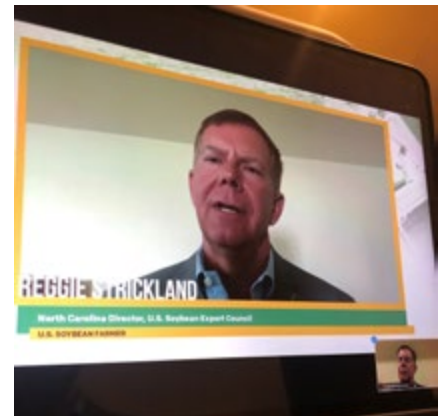 REGGIE STRICKLAND
North Carolina Director, U.S. Soybean Export Council
U.S. SOYBEAN FARMER